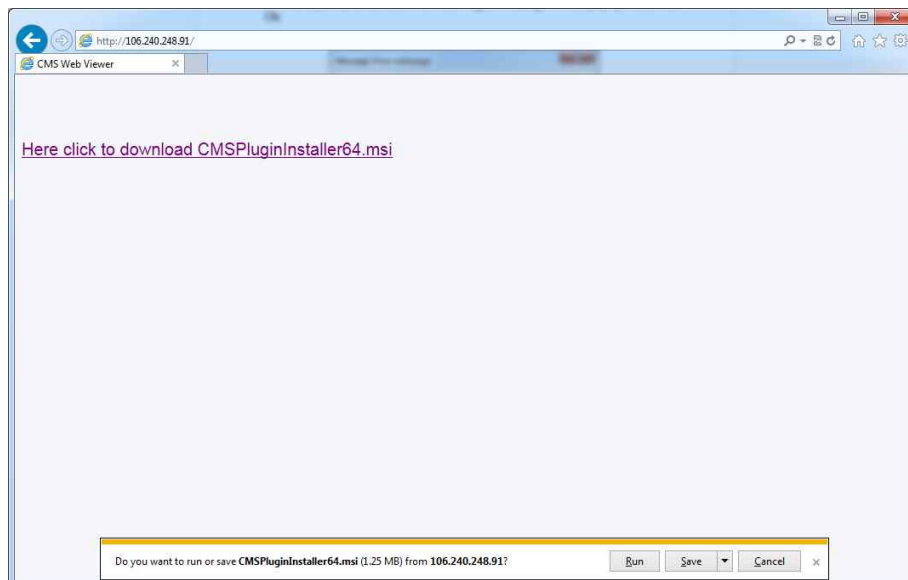 http://106.240.248.91/
CMS Web Viewer
Here click to download CMSPluginInstaller64.msi
Do you want to run or save CMSPluginInstaller64.msi (1.25 MB) from 106.240.248.91?
Run
Save
Cancel